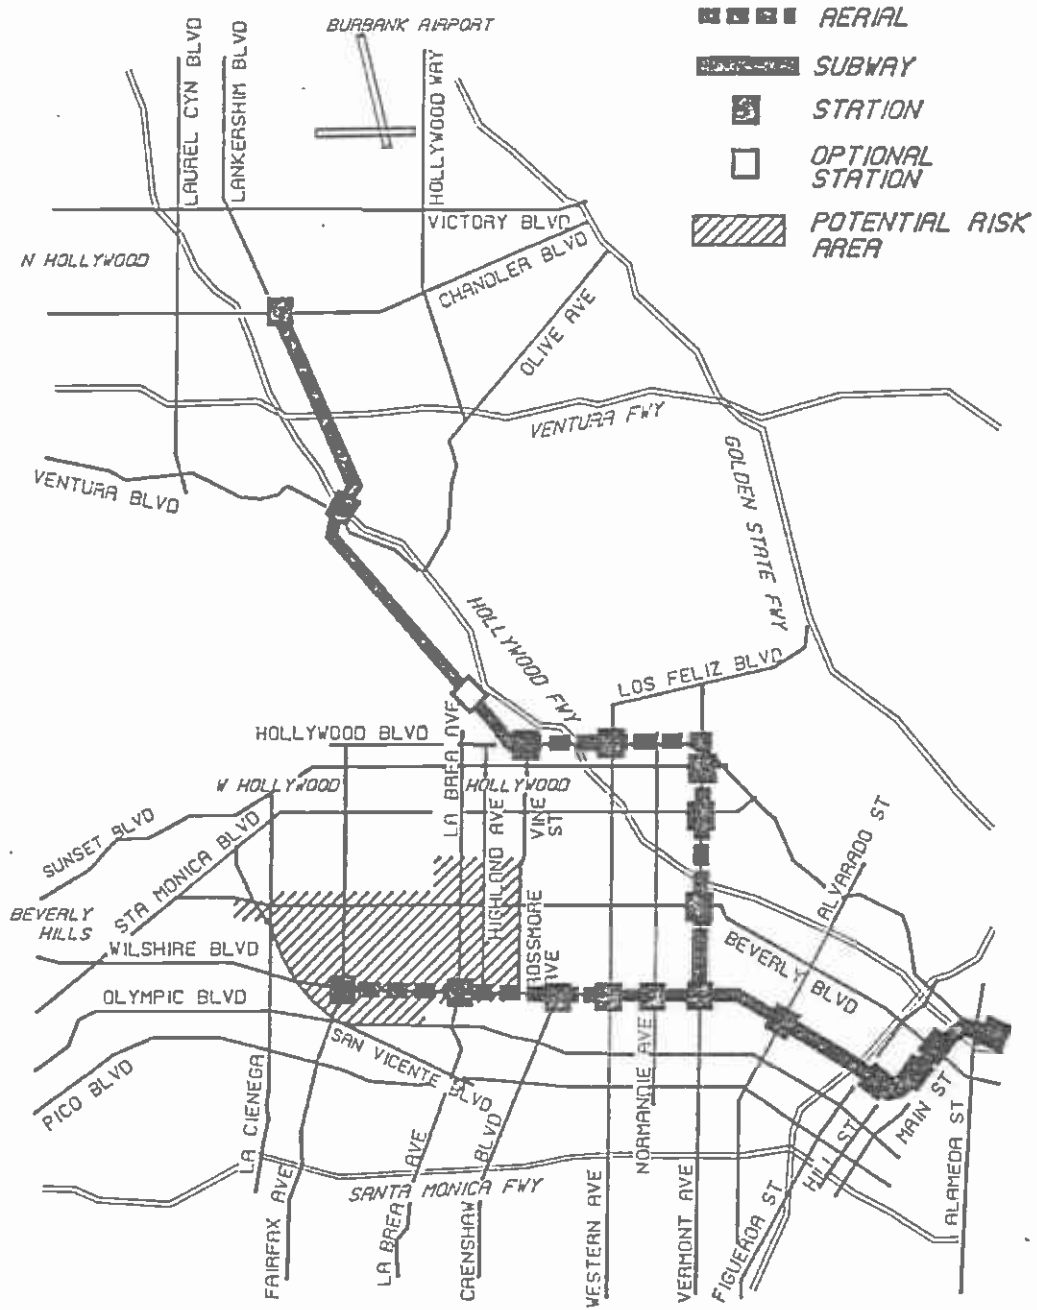 BURBANK AIRPORT
LAUREL CYN BLVD
LANKERSHIM BLVD
HOLLYWOOD WAY
AERIAL
SUBWAY
STATION
OPTIONAL
STATION
POTENTIAL RISK
AREA
VICTORY BLVD
N HOLLYWOOD
CHANDLER BLVD
OLIVE AVE
VENTURA FWY
VENTURA BLVD
GOLDEN STATE FWY
HOLLYWOOD FWY
LOS FELIZ BLVD
HOLLYWOOD BLVD
LA BREA AVE
W HOLLYWOOD
HOLLYWOOD
HIGHLAND AVE
VINE
ST
SUNSET BLVD
STA MONICA BLVD
ALVARADO ST
BEVERLY
HILLS
WILSHIRE BLVD
ROSSMORE
AVE
BEVERLY BLVD
OLYMPIC BLVD
SAN VICENTE BLVD
PICO BLVD
LA CIENEGA
NORMANDIE AVE
MAIN ST
HILL ST
SANTA MONICA FWY
FAIRFAX AVE
LA BREA AVE
CRENSHAW BLVD
WESTERN AVE
VERMONT AVE
FIGUEROA ST
ALAMEDA ST